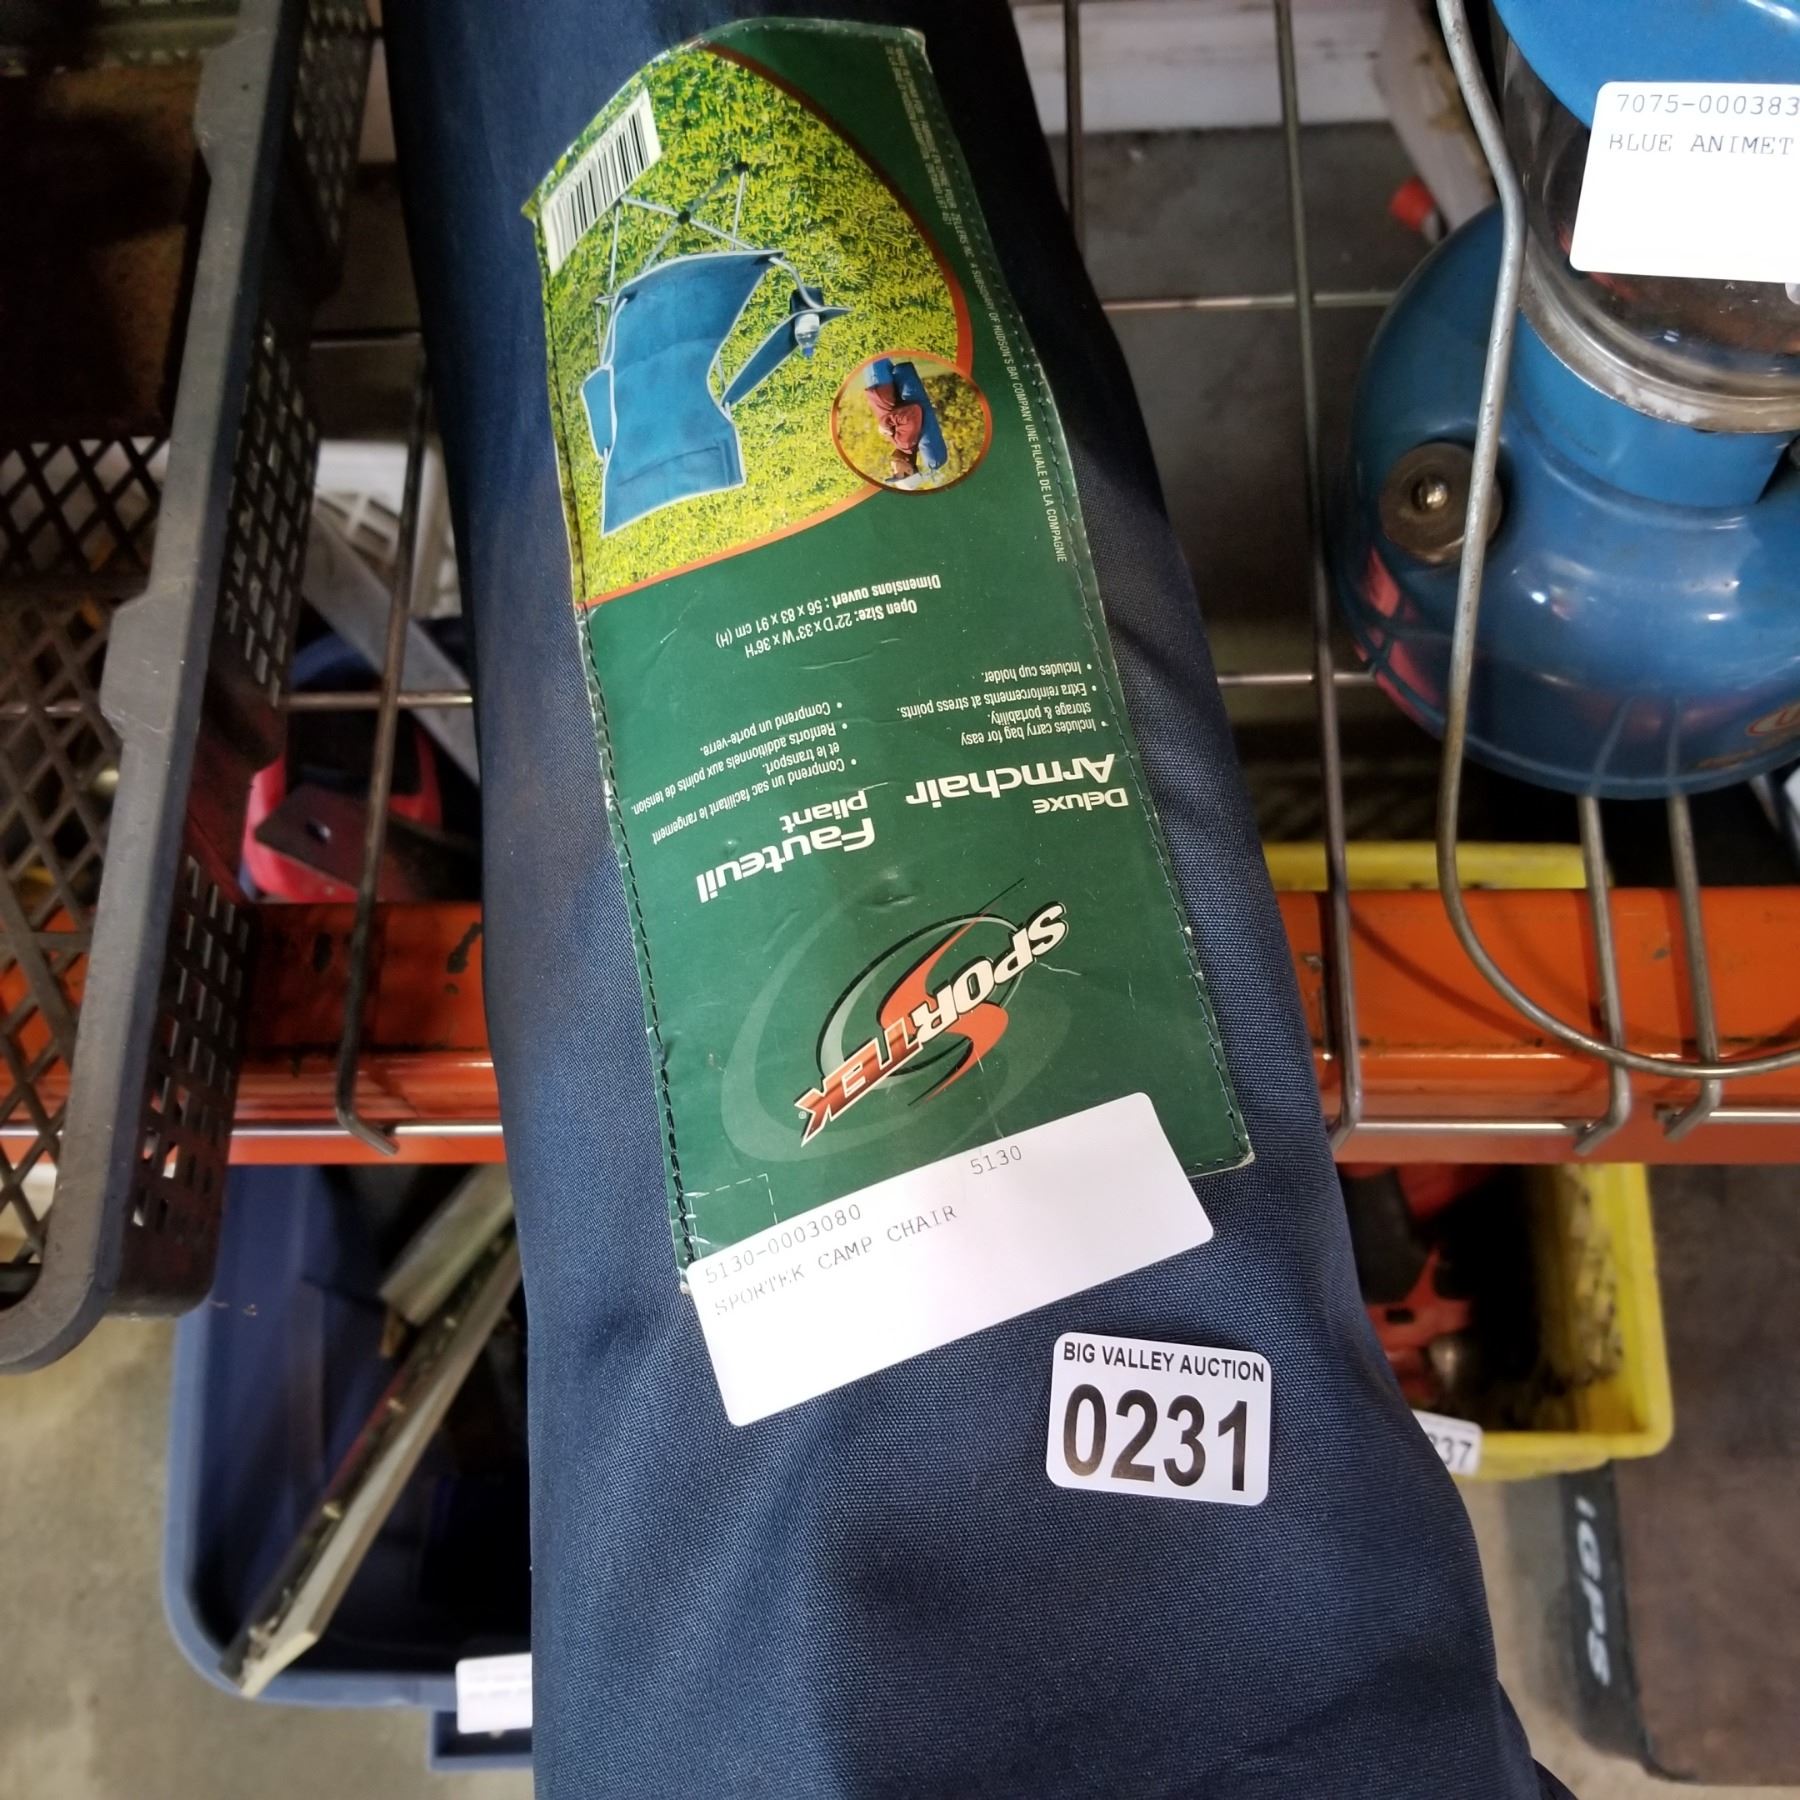 SPORTEK®
Deluxe
Armchair
• Includes carry bag for easy
storage & portability.
• Extra reinforcements at stress points.
• Includes cup holder.
Fauteuil
pliant
• Comprend un sac facilitant le rangement
et le transport.
• Renforts additionnels aux points de tension.
• Comprend un porte-verre.
Open Size: 22"D x 33"W x 36"H
Dimensions ouvert : 56 x 83 x 91 cm (H)
ZELLERS INC. A SUBSIDIARY OF HUDSON'S BAY COMPANY UNE FILIALE DE LA COMPAGNIE
5130
5130-0003080
SPORTEK CAMP CHAIR
BIG VALLEY AUCTION
0231
7075-000383
BLUE ANIMET
37